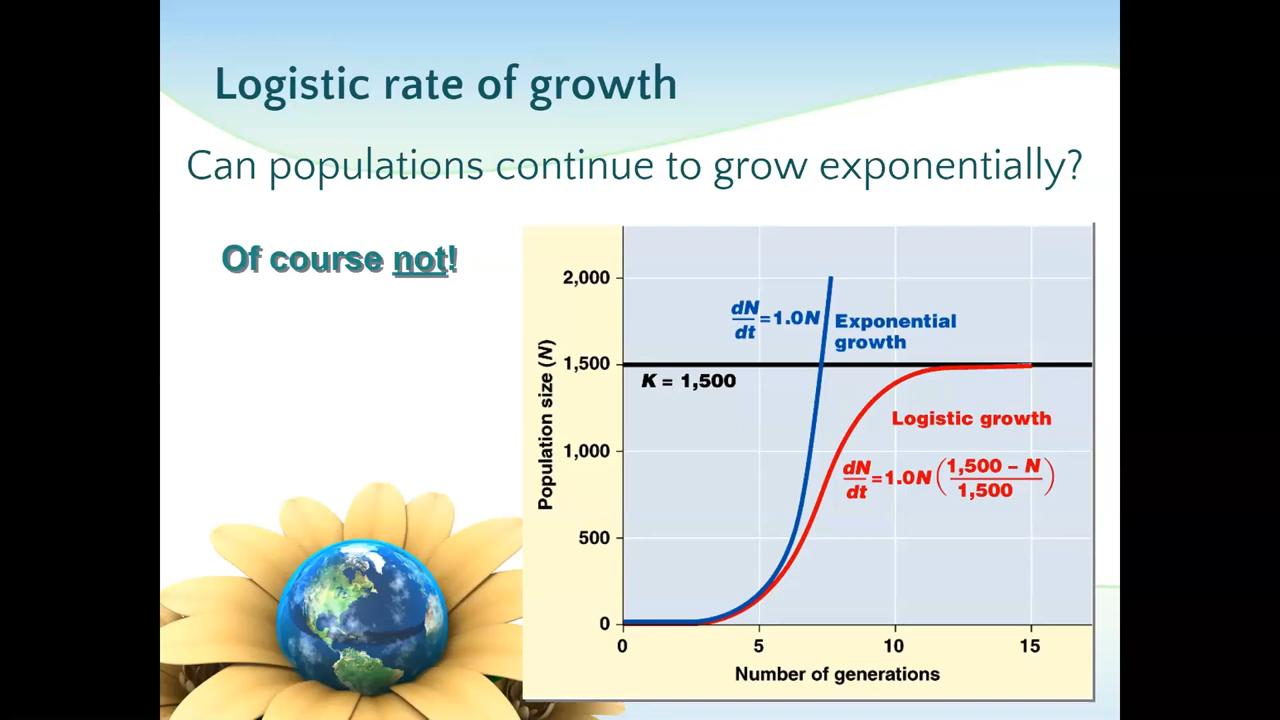 Logistic rate of growth
Can populations continue to grow exponentially?
Of course not!
Population size (N)
2,000
1,500
1,000
500
0
dN/dt = 1.0N
Exponential
growth
K = 1,500
Logistic growth
dN/dt = 1.0N (1,500 – N / 1,500)
0 5 10 15
Number of generations